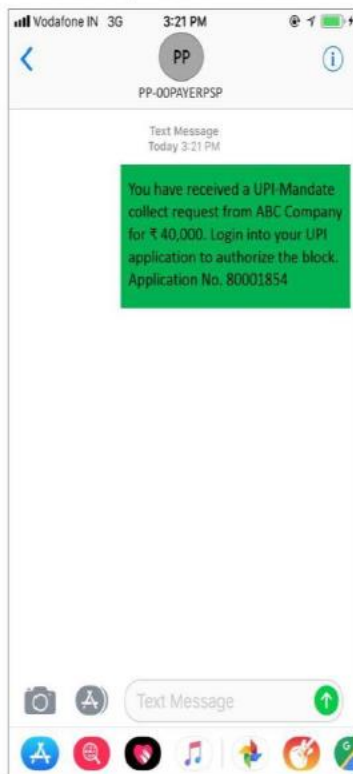 Vodafone IN 3G 3:21 PM
PP
PP-OOPAYERPSP
Text Message
Today 3:21 PM
You have received a UPI-Mandate
collect request from ABC Company
for ₹ 40,000. Login into your UPI
application to authorize the block.
Application No. 80001854
Text Message